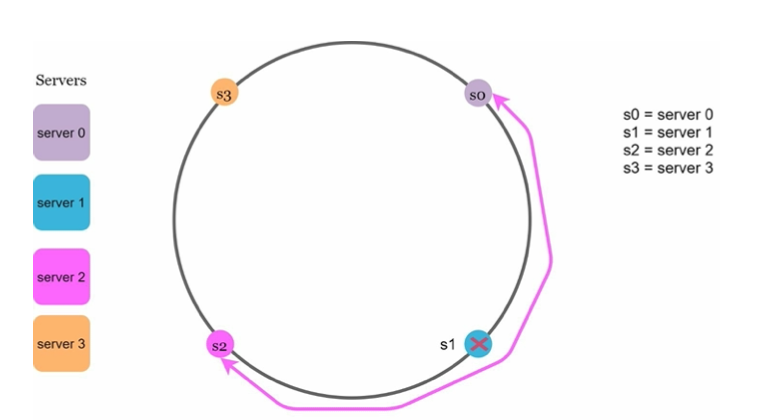 Servers
server 0
server 1
server 2
server 3
s3
s0
s2
s1
s0 = server 0
s1 = server 1
s2 = server 2
s3 = server 3